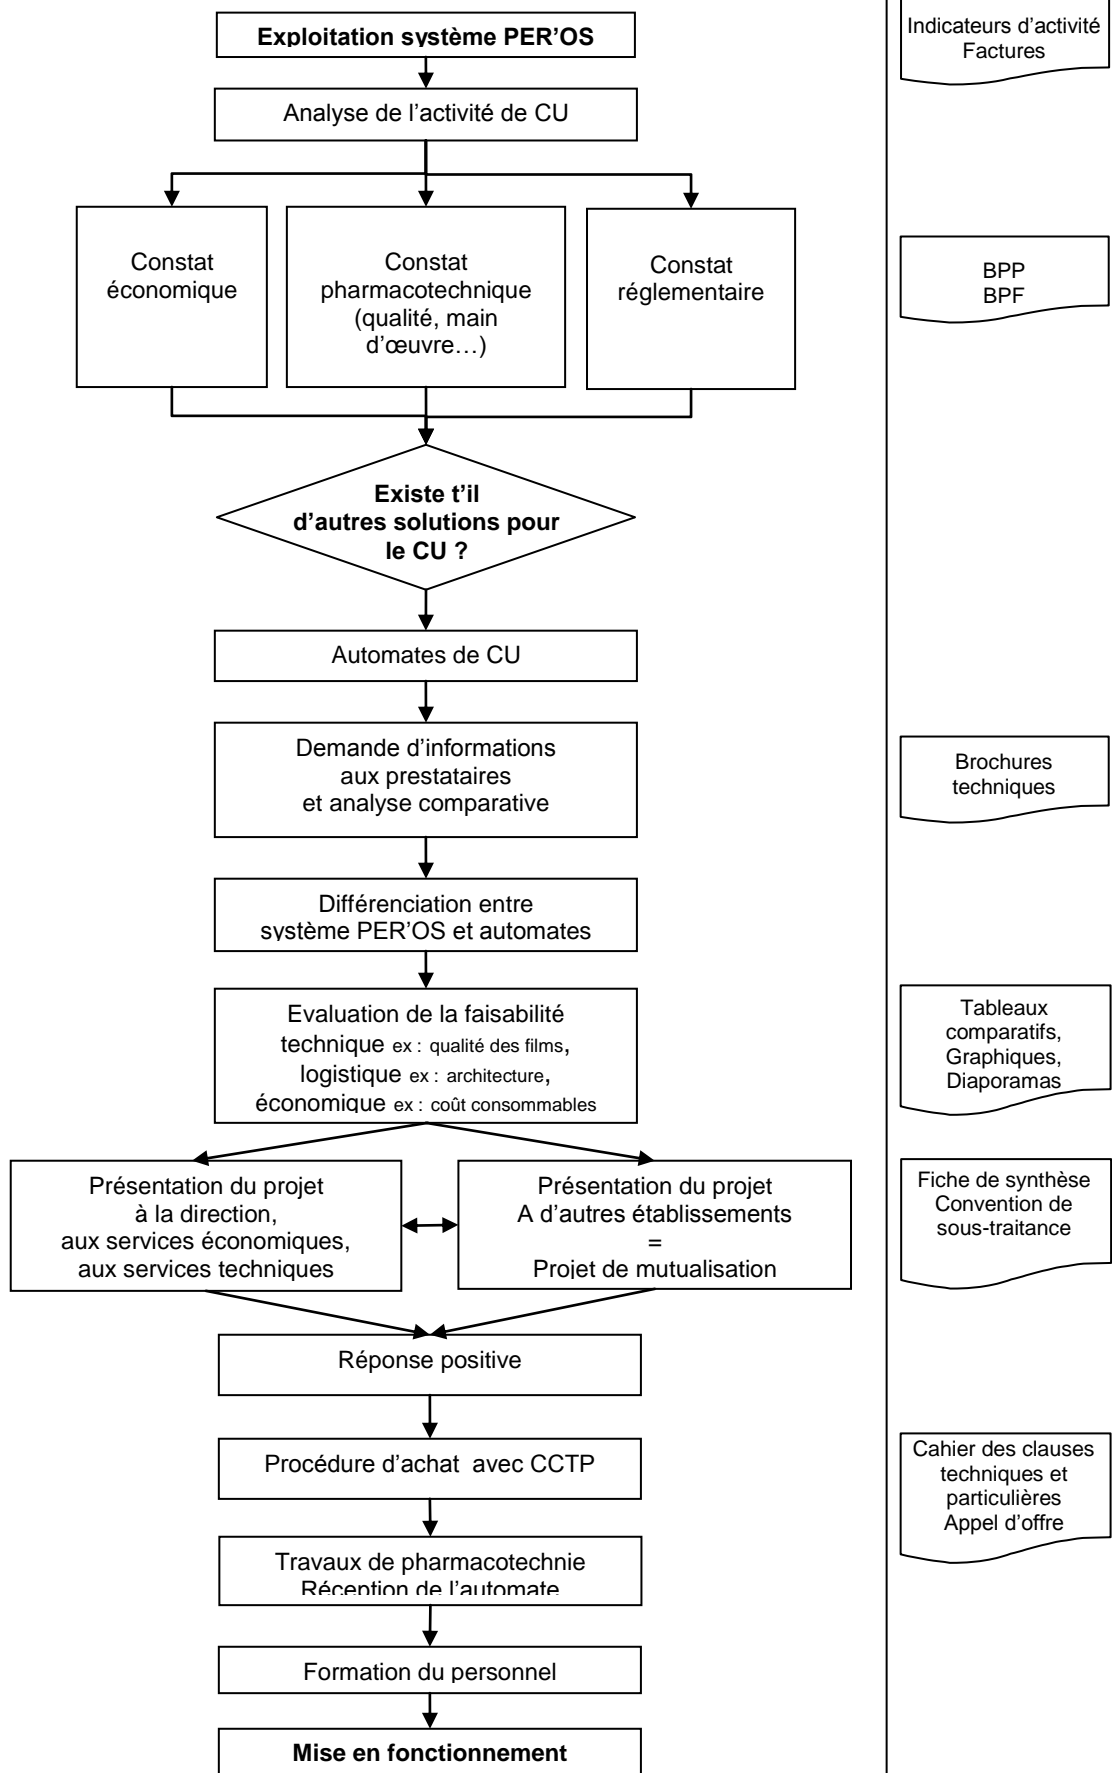 Exploitation système PER’OS
Indicateurs d’activité
Factures
Analyse de l’activité de CU
Constat
économique
Constat
pharmacotechnique
(qualité, main
d’œuvre…)
Constat
réglementaire
BPP
BPF
Existe t’il
d’autres solutions pour
le CU ?
Automates de CU
Demande d’informations
aux prestataires
et analyse comparative
Brochures
techniques
Différenciation entre
système PER’OS et automates
Evaluation de la faisabilité
technique ex : qualité des films,
logistique ex : architecture,
économique ex : coût consommables
Tableaux
comparatifs,
Graphiques,
Diaporamas
Présentation du projet
à la direction,
aux services économiques,
aux services techniques
Présentation du projet
A d’autres établissements
=
Projet de mutualisation
Fiche de synthèse
Convention de
sous-traitance
Réponse positive
Procédure d’achat avec CCTP
Cahier des clauses
techniques et
particulières
Appel d’offre
Travaux de pharmacotechnie
Réception de l’automate
Formation du personnel
Mise en fonctionnement